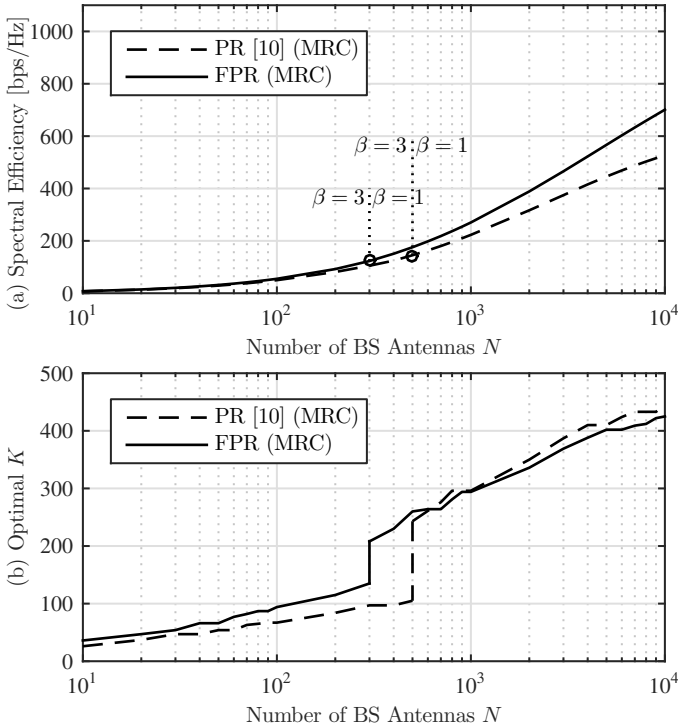 1000
800
600
400
200
0
(a) Spectral Efficiency [bps/Hz]
PR [10] (MRC)
FPR (MRC)
β = 3 β = 1
β = 3 β = 1
10^1 10^2 10^3 10^4
Number of BS Antennas N
500
400
300
200
100
0
(b) Optimal K
PR [10] (MRC)
FPR (MRC)
10^1 10^2 10^3 10^4
Number of BS Antennas N